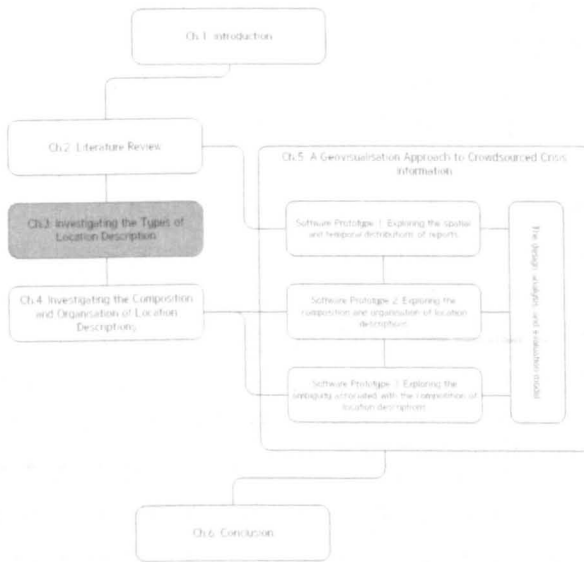 Ch.1: Introduction
Ch.2: Literature Review
Ch.3: Investigating the Types of
Location Description
Ch.4: Investigating the Composition
and Organisation of Location
Descriptions
Ch.5: A Geovisualisation Approach to Crowdsourced Crisis
Information
Software Prototype 1: Exploring the spatial
and temporal distributions of reports
Software Prototype 2: Exploring the
composition and organisation of location
descriptions
Software Prototype 3: Exploring the
ambiguity associated with the composition of
location descriptions
The design, analysis, and evaluation model
Ch.6: Conclusion